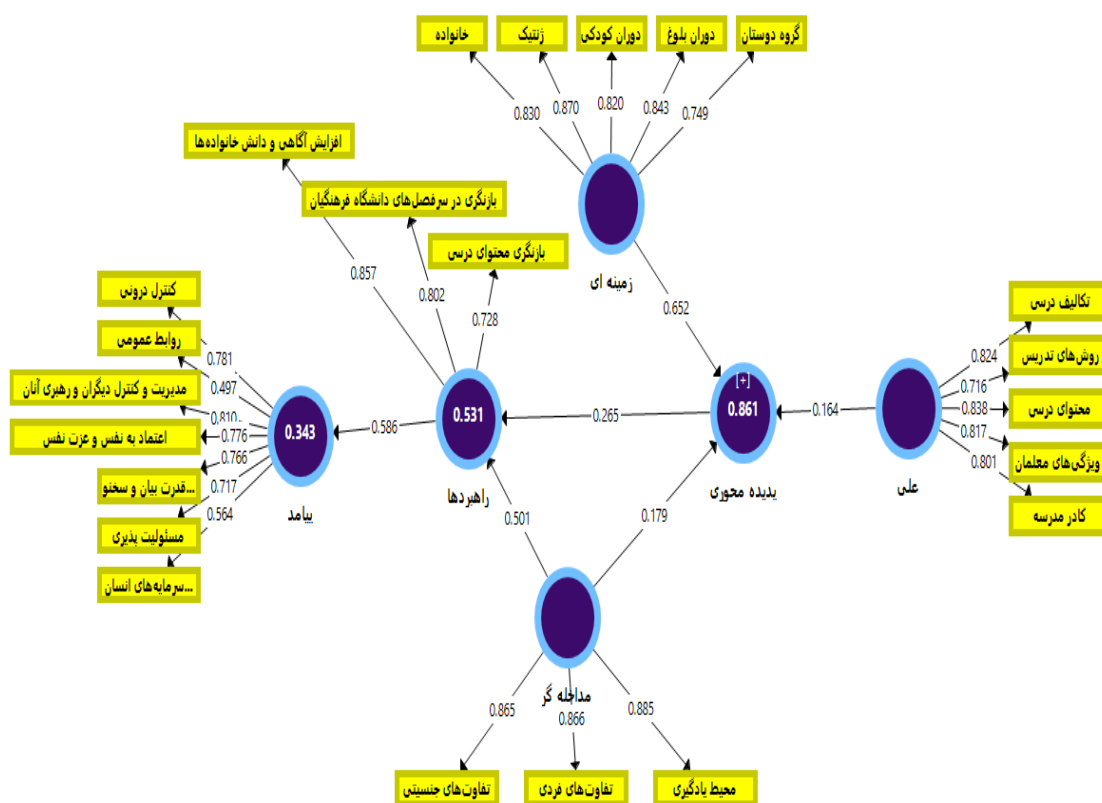 گروه دوستان
دوران بلوغ
دوران کودکی
ژنتیک
خانواده
0.749
0.843
0.820
0.870
0.830
افزایش آگاهی و دانش خانواده‌ها
بازنگری در سرفصل‌های دانشگاه فرهنگیان
بازنگری محتوای درسی
0.857
0.802
0.728
زمینه ای
0.652
تکالیف درسی
روش‌های تدریس
محتوای درسی
ویژگی‌های معلمان
کادر مدرسه
0.824
0.716
0.838
0.817
0.801
علی
0.164
[+]
0.861
پدیده محوری
0.265
0.531
راهبردها
0.586
0.343
پیامد
کنترل درونی
روابط عمومی
مدیریت و کنترل دیگران و رهبری آنان
اعتماد به نفس و عزت نفس
قدرت بیان و سخنو...
مسئولیت پذیری
سرمایه‌های انسان...
0.781
0.497
0.810
0.776
0.766
0.717
0.564
0.501
0.179
مداخله گر
0.885
0.866
0.865
محیط یادگیری
تفاوت‌های فردی
تفاوت‌های جنسیتی